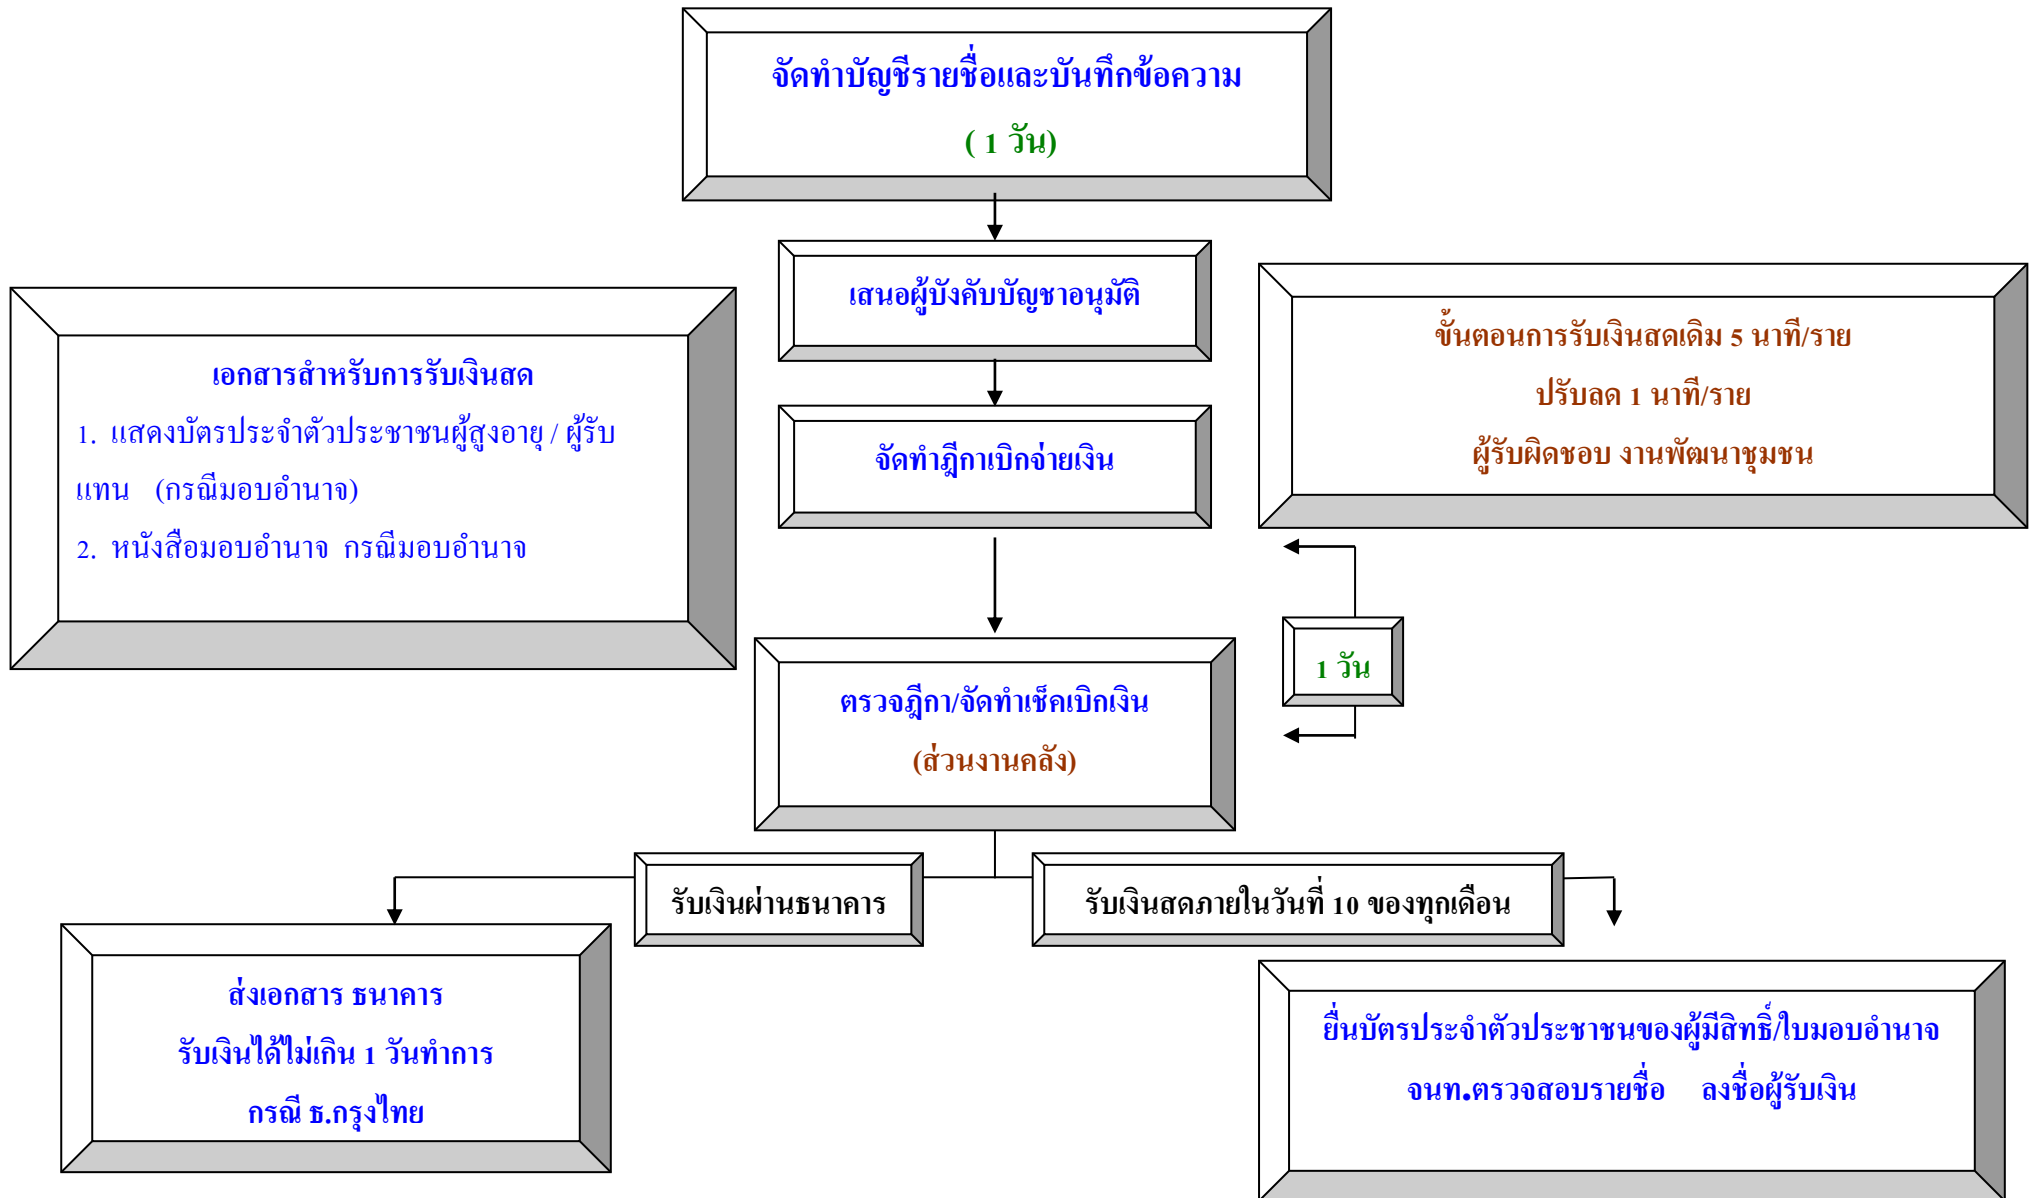 จัดทำบัญชีรายชื่อและบันทึกข้อความ
( 1 วัน)
เสนอผู้บังคับบัญชาอนุมัติ
เอกสารสำหรับการรับเงินสด
1. แสดงบัตรประจำตัวประชาชนผู้สูงอายุ / ผู้รับ
แทน (กรณีมอบอำนาจ)
2. หนังสือมอบอำนาจ กรณีมอบอำนาจ
ขั้นตอนการรับเงินสดเดิม 5 นาที/ราย
ปรับลด 1 นาที/ราย
ผู้รับผิดชอบ งานพัฒนาชุมชน
จัดทำฎีกาเบิกจ่ายเงิน
1 วัน
ตรวจฎีกา/จัดทำเช็คเบิกเงิน
(ส่วนงานคลัง)
รับเงินผ่านธนาคาร
รับเงินสดภายในวันที่ 10 ของทุกเดือน
ส่งเอกสาร ธนาคาร
รับเงินได้ไม่เกิน 1 วันทำการ
กรณี ธ.กรุงไทย
ยื่นบัตรประจำตัวประชาชนของผู้มีสิทธิ์/ใบมอบอำนาจ
จนท.ตรวจสอบรายชื่อ ลงชื่อผู้รับเงิน